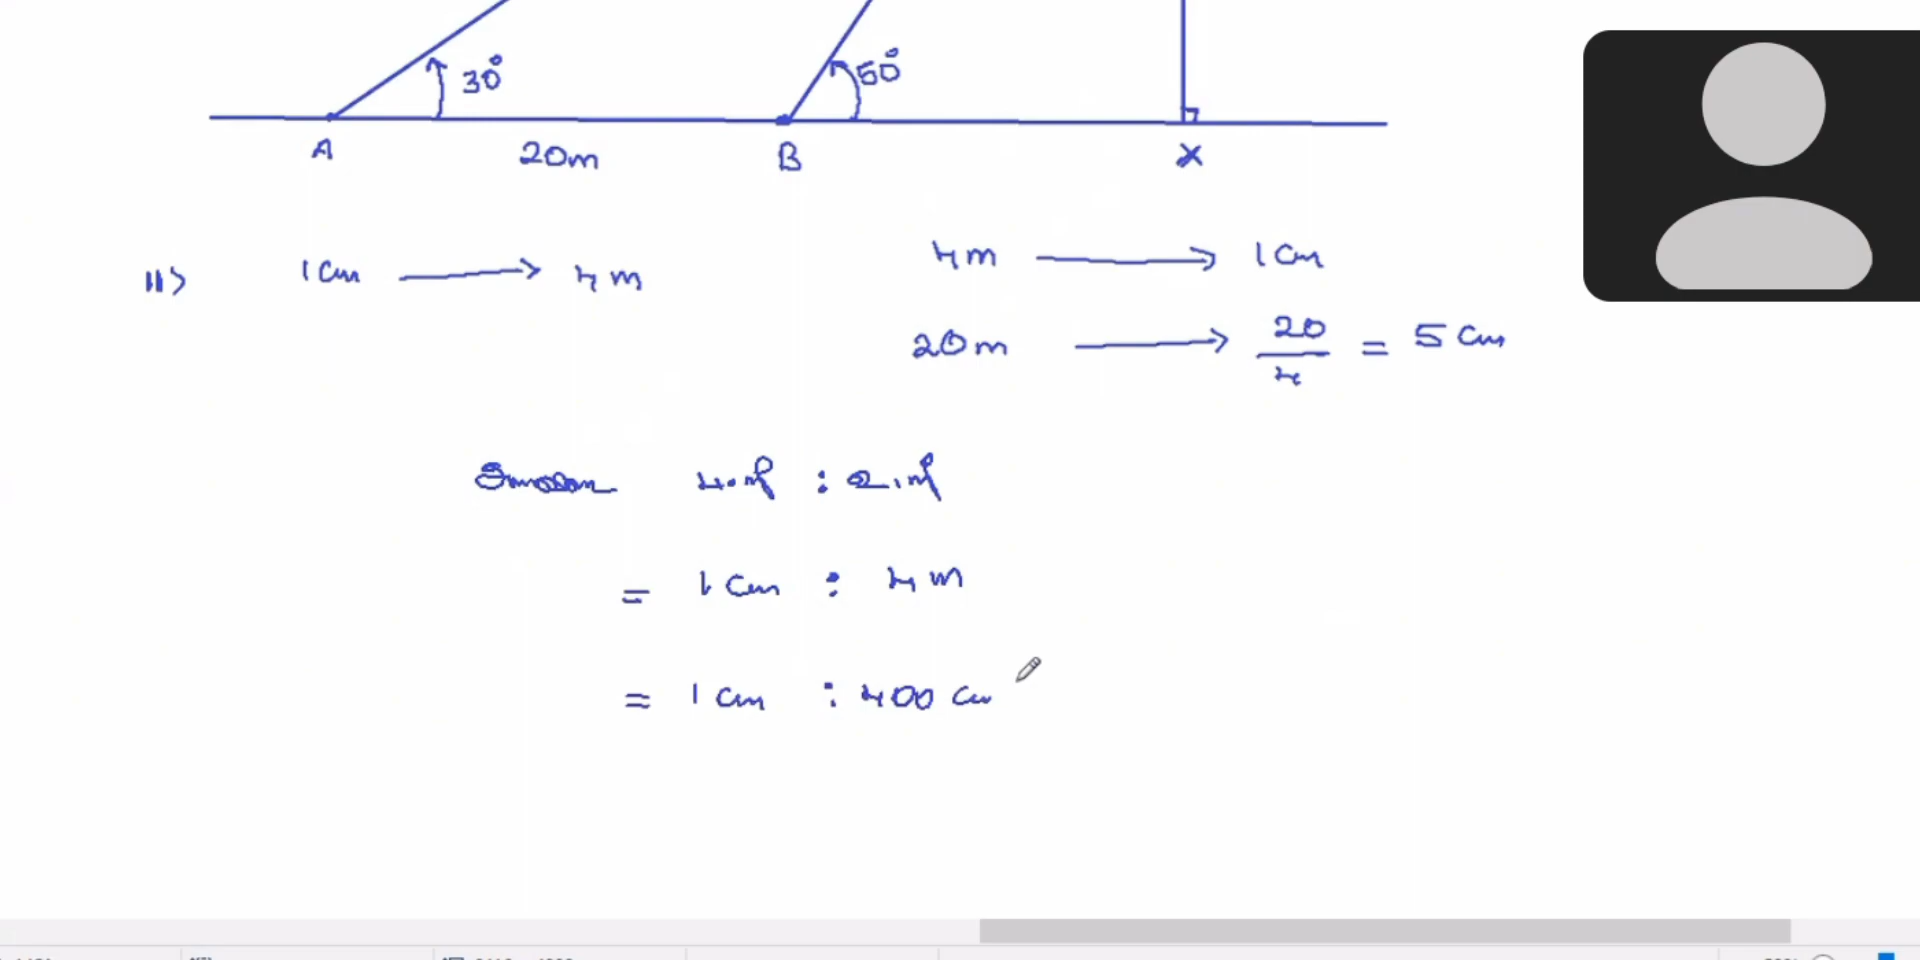 30° 50°
A 20m B X
II> 1 cm → 4 m
4m → 1 cm
20m → 20/4 = 5 cm
= 1 cm : 4 m
= 1 cm : 400 cm